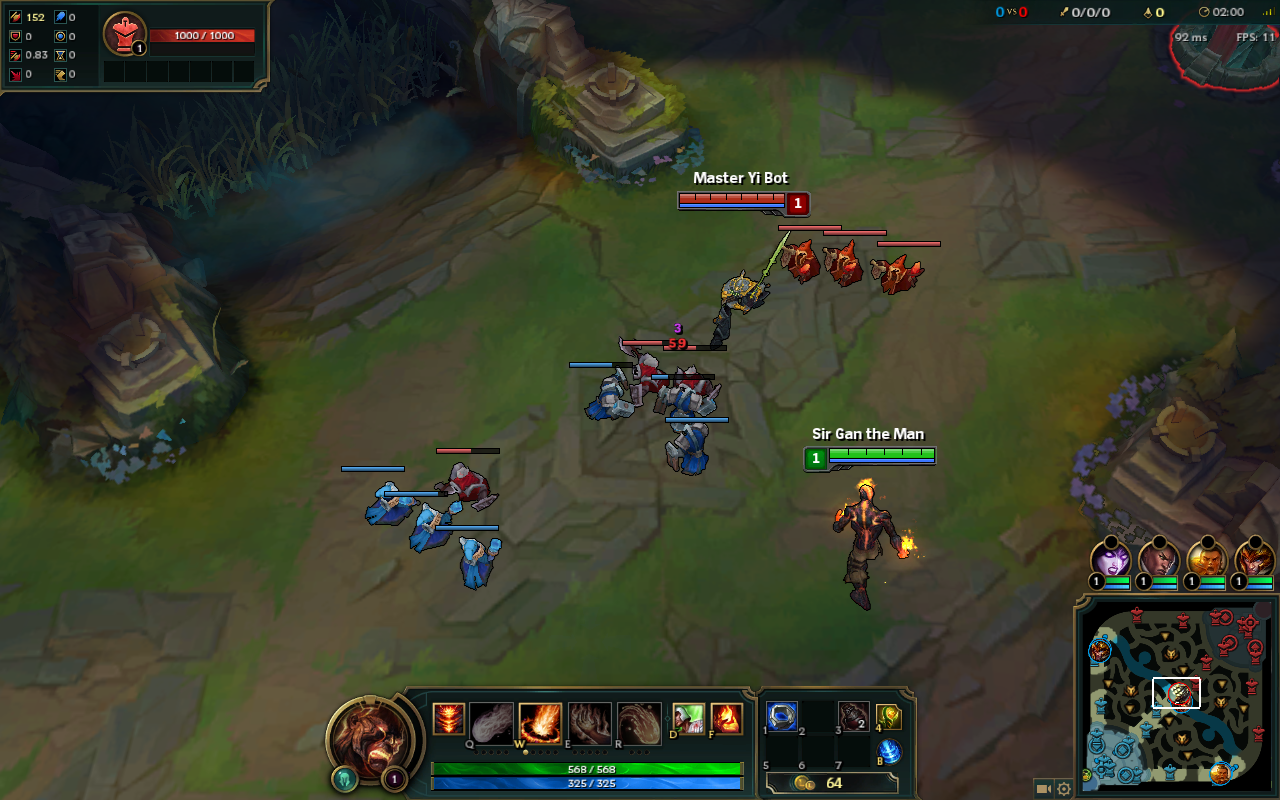 152 0
0 0
0.83 0
0 0
1
1000 / 1000
0 vs 0
0/0/0
0
02:00
92 ms
FPS: 11
Master Yi Bot
1
3
59
Sir Gan the Man
1
1 1 1 1
Q W E R D F
1 2 3 2 4
5 6 7 B
1
568 / 568
325 / 325
64